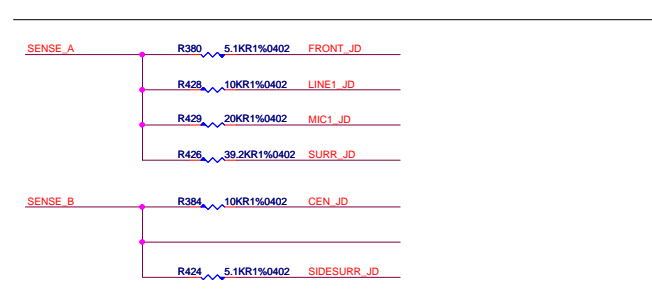 SENSE_A R380 5.1KR1%0402 FRONT_JD
R428 10KR1%0402 LINE1_JD
R429 20KR1%0402 MIC1_JD
R426 39.2KR1%0402 SURR_JD
SENSE_B R384 10KR1%0402 CEN_JD
R424 5.1KR1%0402 SIDESURR_JD